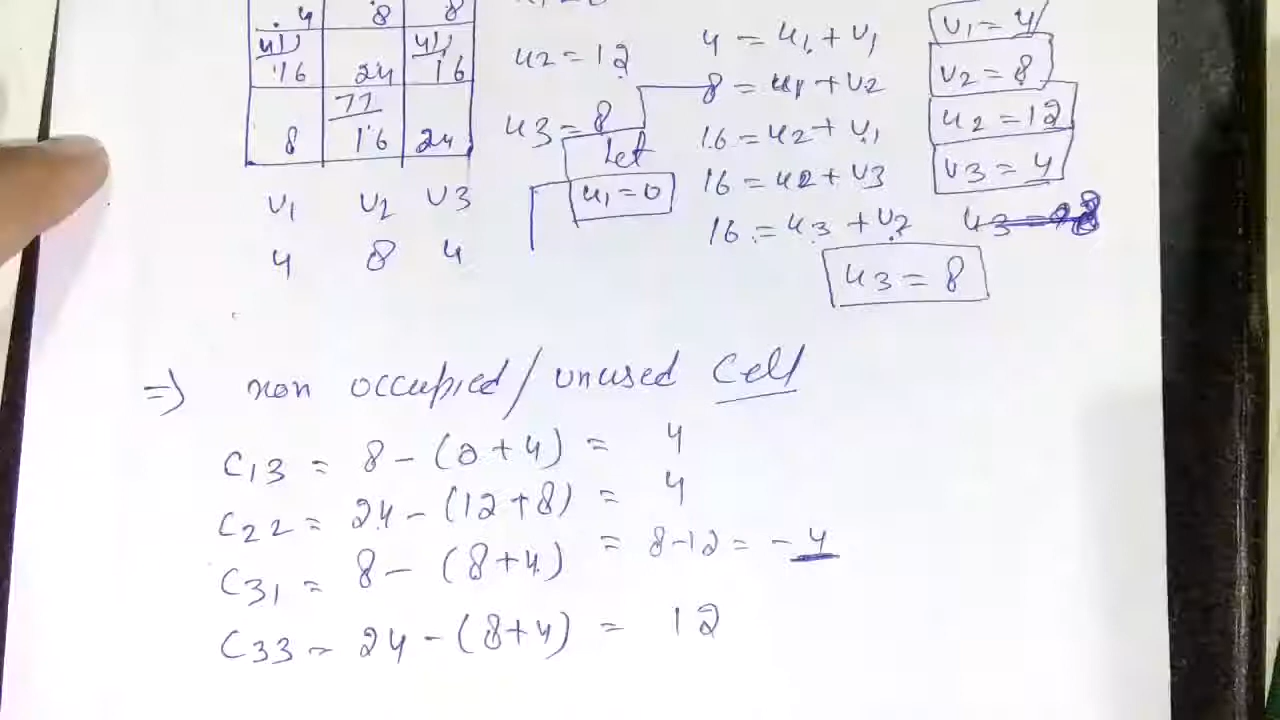 4 8 8
41 41
16 24 16
77
8 16 24
v1 v2 v3
4 8 4
u2 = 12
u3 = 8
Let
u1 = 0
4 = u1 + v1
8 = u1 + v2
16 = u2 + v1
16 = u2 + v3
16 = u3 + v2
u3 = 8
v1 = 4
v2 = 8
u2 = 12
v3 = 4
=> non occupied/unused Cell
C13 = 8 - (0+4) = 4
C22 = 24 - (12+8) = 4
C31 = 8 - (8+4) = 8-12 = -4
C33 = 24 - (8+4) = 12